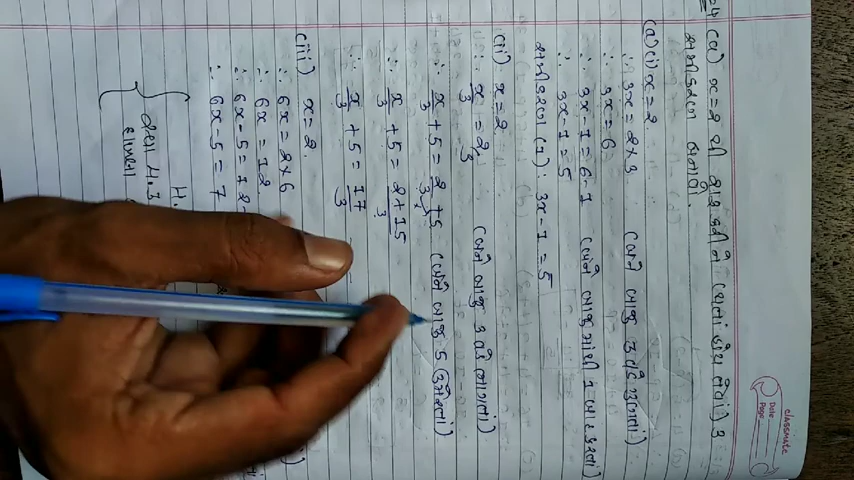 classmate
Date
Page
(a) x=2 થી શરૂ કરીને (બનતાં હોય તેવાં) 3
સમીકરણ બનાવો.
(a) (i) x = 2
∴ 3x = 2×3 (બંને બાજુ 3 વડે ગુણતાં)
∴ 3x = 6
∴ 3x - 1 = 6 - 1 (બંને બાજુમાંથી 1 બાદ કરતાં)
∴ 3x - 1 = 5
સમીકરણ (1): 3x - 1 = 5
(ii) x = 2
∴ x/3 = 2/3 (બંને બાજુ 3 વડે ભાગતાં)
∴ x/3 + 5 = 2/3 + 5 (બંને બાજુ 5 ઉમેરતાં)
∴ x/3 + 5 = 2+15/3
∴ x/3 + 5 = 17/3
(iii) x = 2
∴ 6x = 2×6
∴ 6x = 12
∴ 6x - 5 = 12 -
∴ 6x - 5 = 7